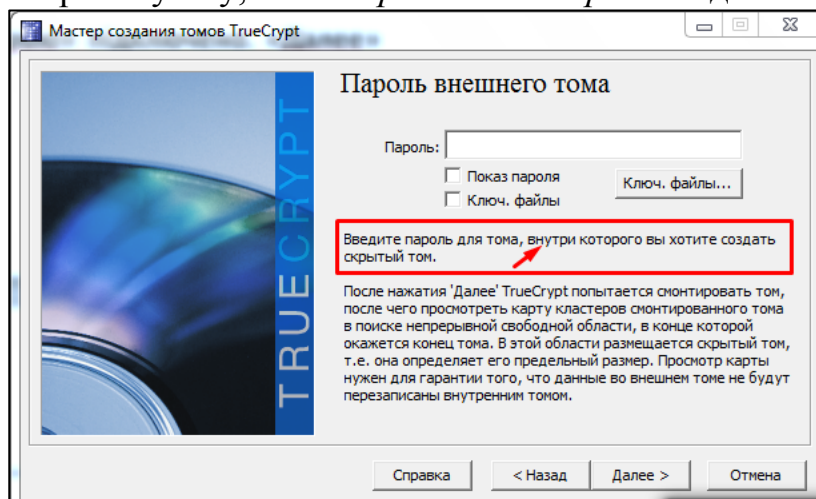 Мастер создания томов TrueCrypt
TRUECRYPT
Пароль внешнего тома
Пароль:
Показ пароля
Ключ. файлы
Ключ. файлы...
Введите пароль для тома, внутри которого вы хотите создать
скрытый том.
После нажатия 'Далее' TrueCrypt попытается смонтировать том,
после чего просмотреть карту кластеров смонтированного тома
в поиске непрерывной свободной области, в конце которой
окажется конец тома. В этой области размещается скрытый том,
т.е. она определяет его предельный размер. Просмотр карты
нужен для гарантии того, что данные во внешнем томе не будут
перезаписаны внутренним томом.
Справка
< Назад
Далее >
Отмена